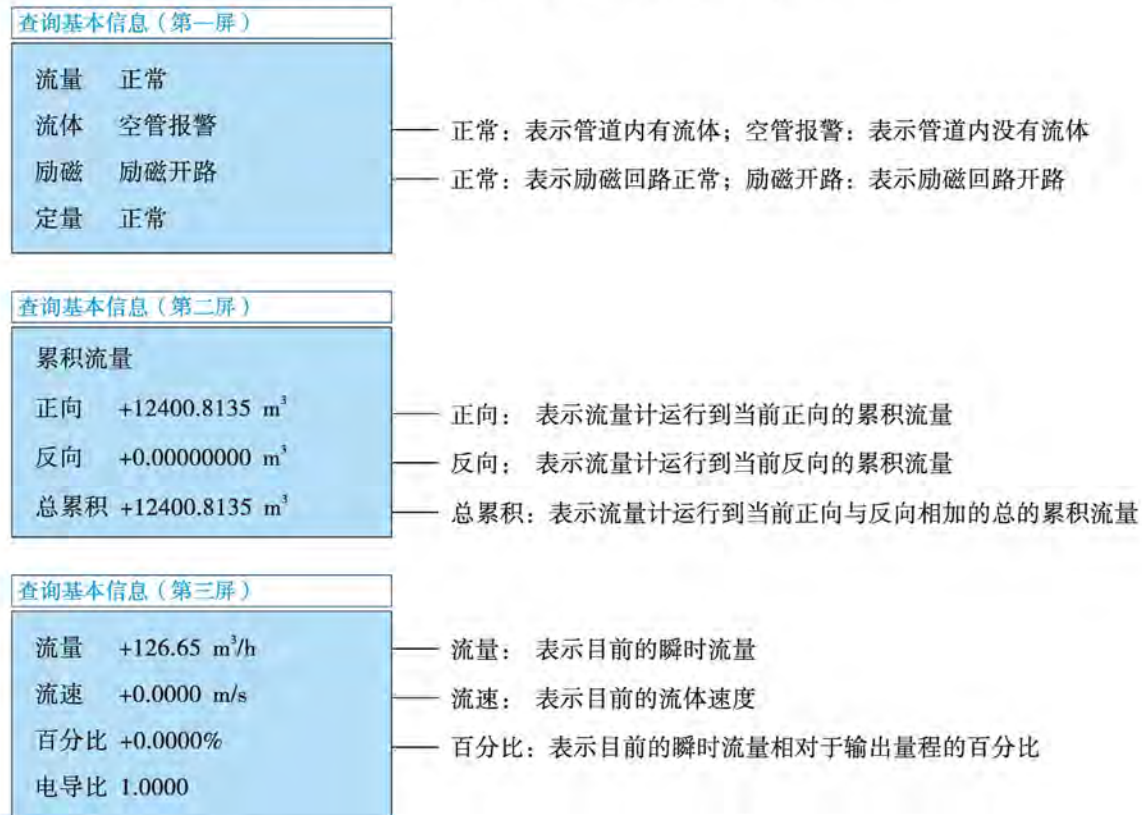 查询基本信息（第一屏）
流量 正常
流体 空管报警
正常：表示管道内有流体；空管报警：表示管道内没有流体
励磁 励磁开路
正常：表示励磁回路正常；励磁开路：表示励磁回路开路
定量 正常
查询基本信息（第二屏）
累积流量
正向 +12400.8135 m³
正向： 表示流量计运行到当前正向的累积流量
反向 +0.00000000 m³
反向： 表示流量计运行到当前反向的累积流量
总累积 +12400.8135 m³
总累积：表示流量计运行到当前正向与反向相加的总的累积流量
查询基本信息（第三屏）
流量 +126.65 m³/h
流量： 表示目前的瞬时流量
流速 +0.0000 m/s
流速： 表示目前的流体速度
百分比 +0.0000%
百分比：表示目前的瞬时流量相对于输出量程的百分比
电导比 1.0000